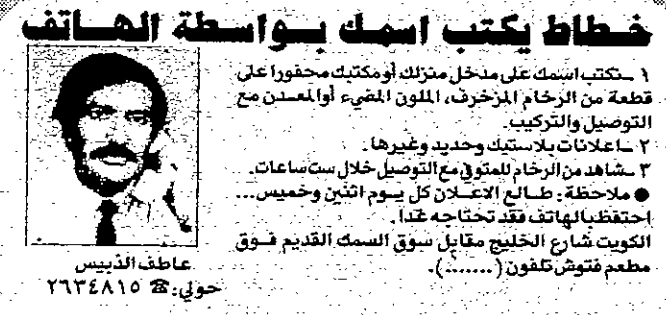 خطاط يكتب اسمك بواسطة الهاتف
١ ـ نكتب اسمك على مدخل منزلك أو مكتبك محفورا على
قطعة من الرخام المزخرف، الملون المضيء أو المعدن مع
التوصيل والتركيب.
٢ ـ اعلانات بلاستيك وحديد وغيرها.
٣ ـ شاهد من الرخام للمتوفي مع التوصيل خلال ست ساعات.
● ملاحظة: طالع الاعلان كل يوم اثنين وخميس...
احتفظ بالهاتف فقد تحتاجه غدا.
الكويت شارع الخليج مقابل سوق السمك القديم فوق
مطعم فتوش تلفون (.......).
عاطف الذبيس
حولي: ☎ ٢٦٣٤٨١٥